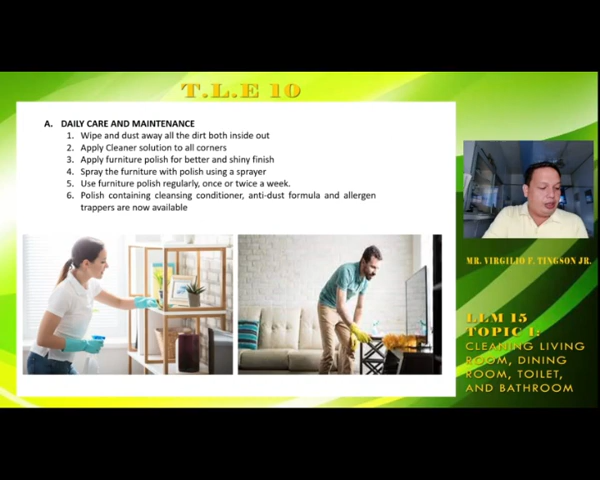 T.L.E 10
A. DAILY CARE AND MAINTENANCE
1. Wipe and dust away all the dirt both inside out
2. Apply Cleaner solution to all corners
3. Apply furniture polish for better and shiny finish
4. Spray the furniture with polish using a sprayer
5. Use furniture polish regularly, once or twice a week.
6. Polish containing cleansing conditioner, anti-dust formula and allergen
trappers are now available
MR. VIRGILIO F. TINGSON JR.
LLM 15
TOPIC 1:
CLEANING LIVING
ROOM, DINING
ROOM, TOILET,
AND BATHROOM